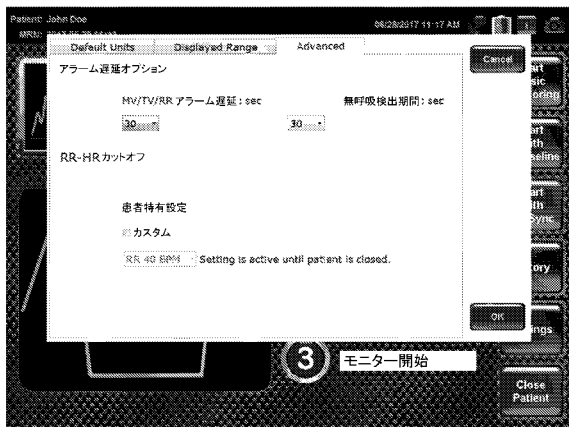 Patient: John Doe
06/28/2017 11:17 AM
MRN:
Default Units
Displayed Range
Advanced
Cancel
アラーム遅延オプション
MV/TV/RR アラーム遅延: sec
無呼吸検出期間: sec
30
30
RR-HRカットオフ
患者特有設定
カスタム
RR 40 BPM
Setting is active until patient is closed.
OK
3
モニター開始
Close
Patient